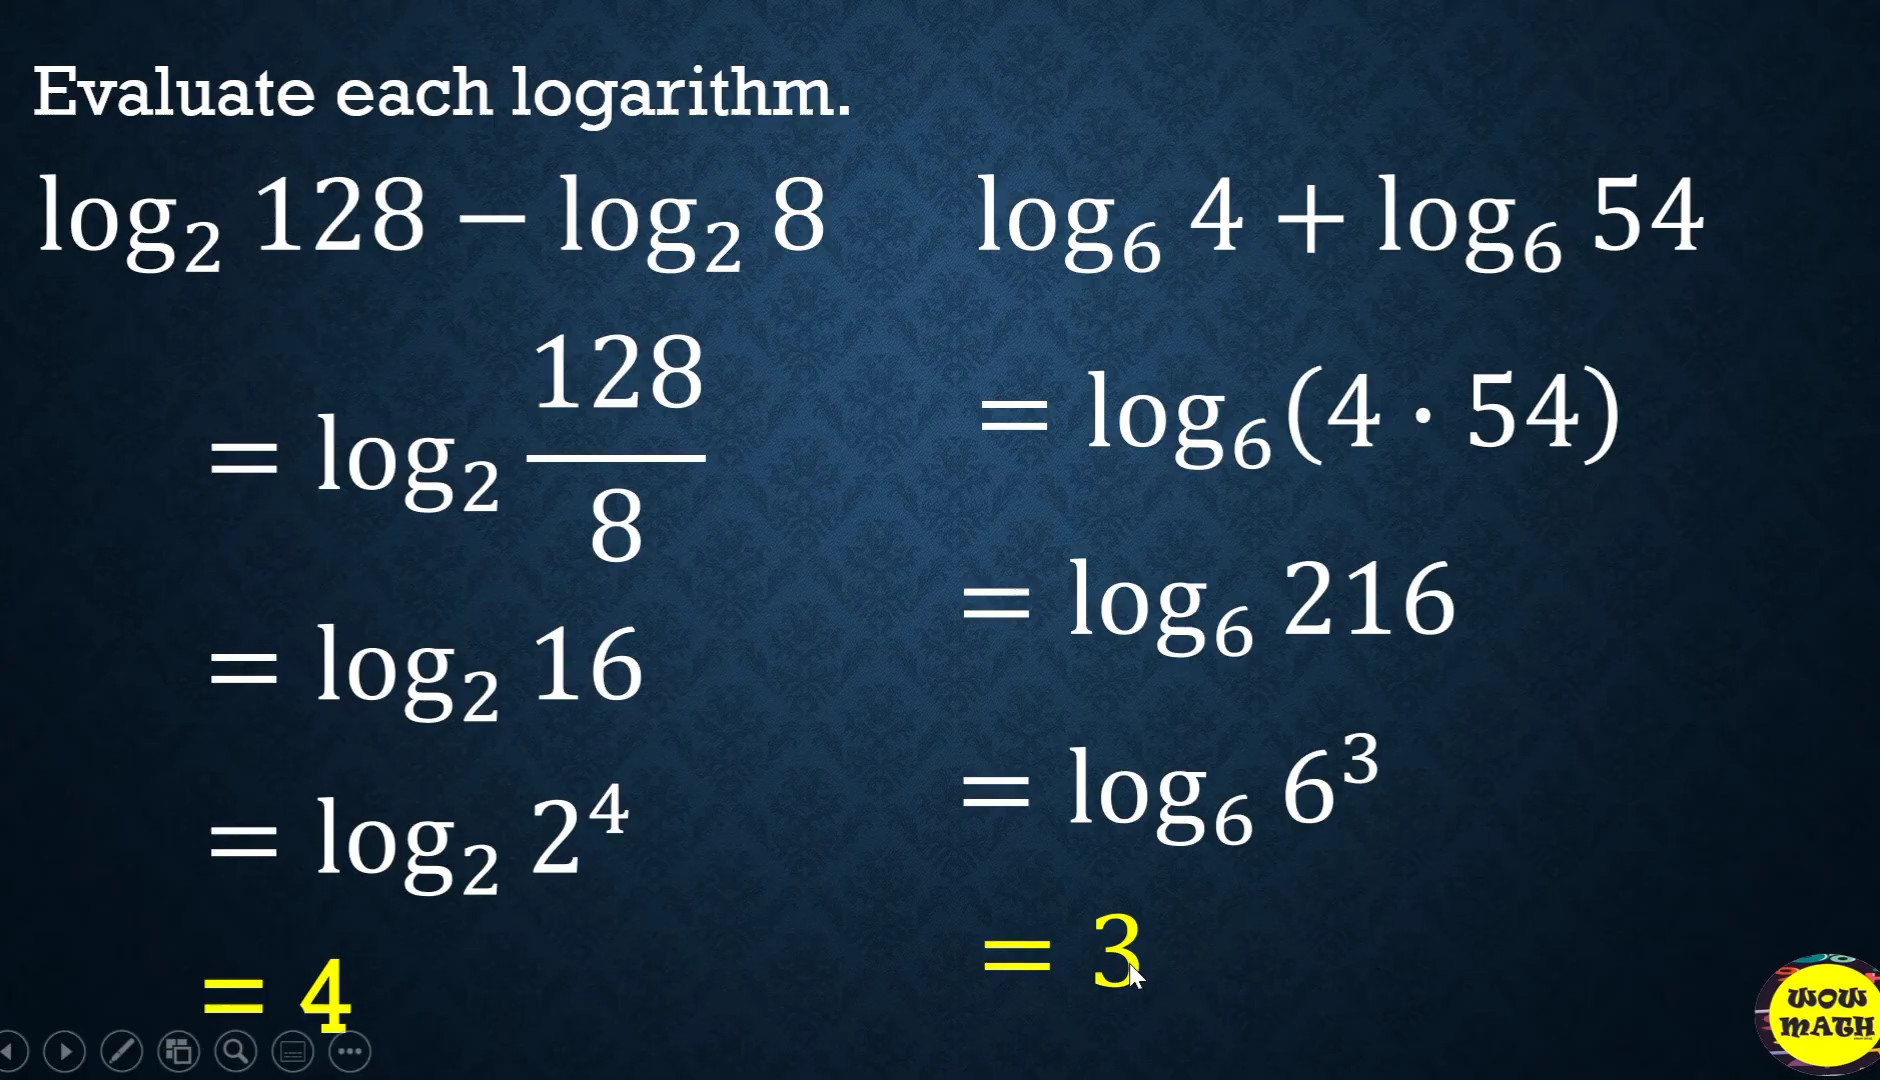 Evaluate each logarithm.
log₂ 128 − log₂ 8
= log₂ 128/8
= log₂ 16
= log₂ 2⁴
= 4
log₆ 4 + log₆ 54
= log₆(4 · 54)
= log₆ 216
= log₆ 6³
= 3
WOW
MATH